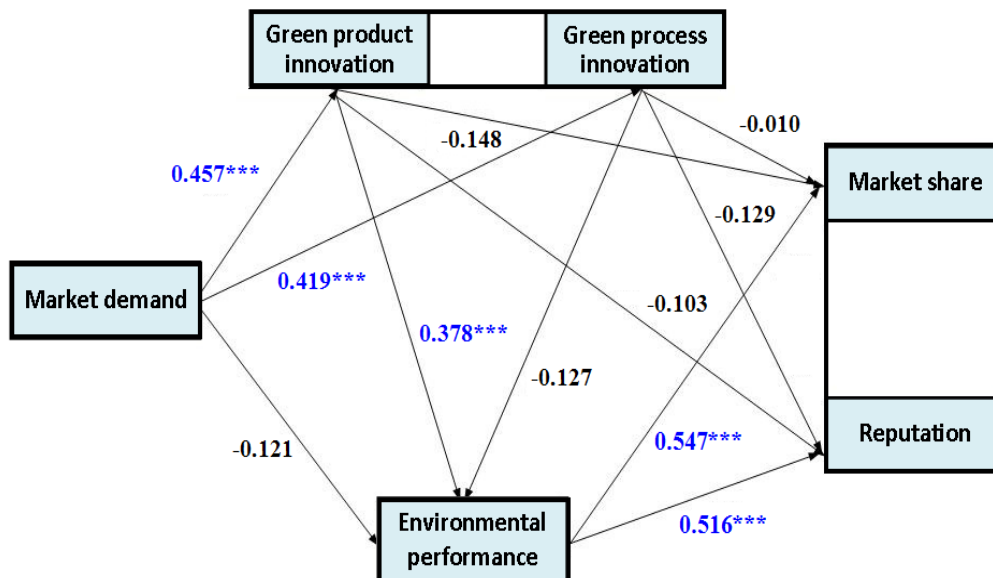 Green product
innovation
Green process
innovation
-0.148
-0.010
0.457***
Market share
-0.129
Market demand
0.419***
-0.103
0.378***
-0.127
-0.121
0.547***
Reputation
Environmental
performance
0.516***